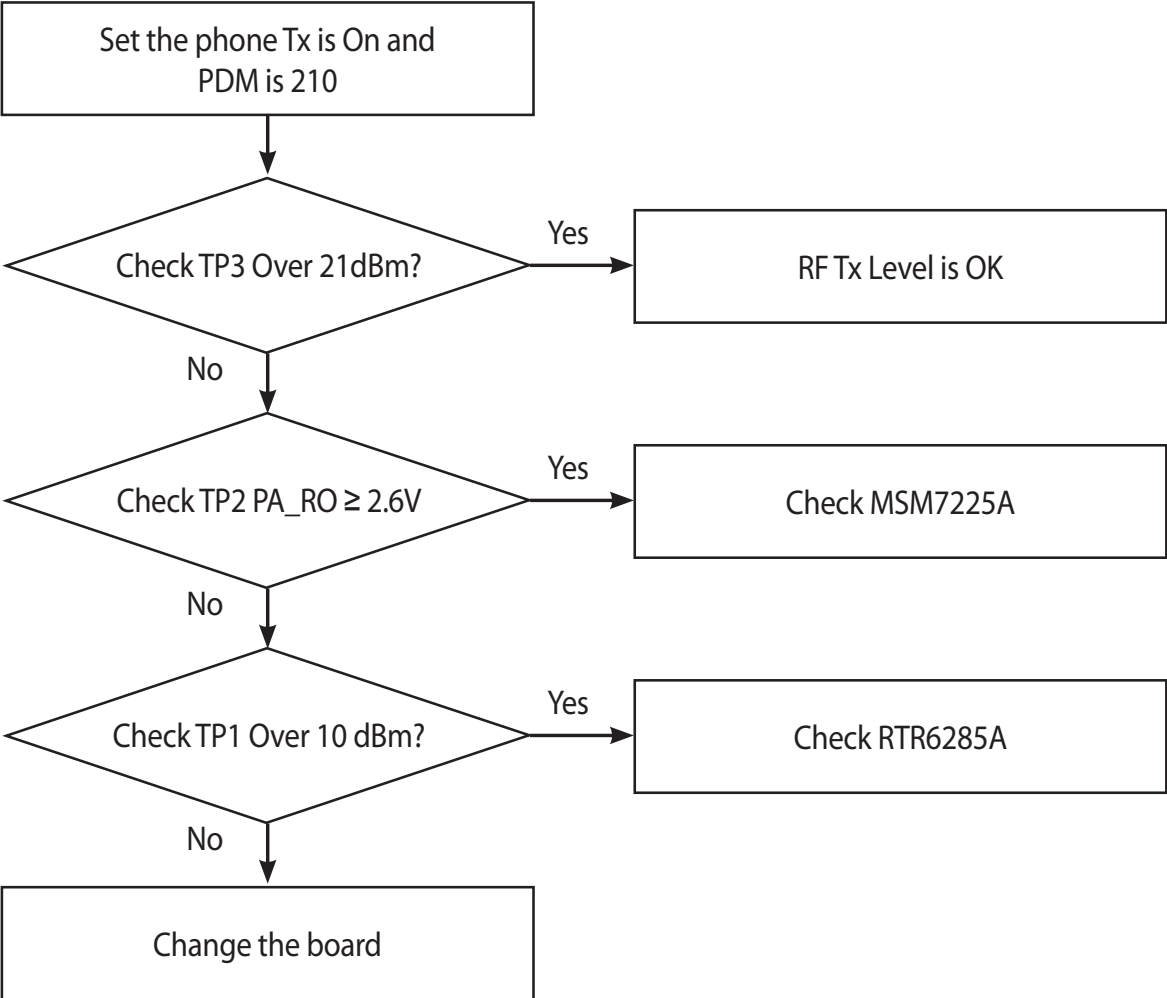 Set the phone Tx is On and
PDM is 210
Check TP3 Over 21dBm?
Yes
RF Tx Level is OK
No
Check TP2 PA_RO ≥ 2.6V
Yes
Check MSM7225A
No
Check TP1 Over 10 dBm?
Yes
Check RTR6285A
No
Change the board